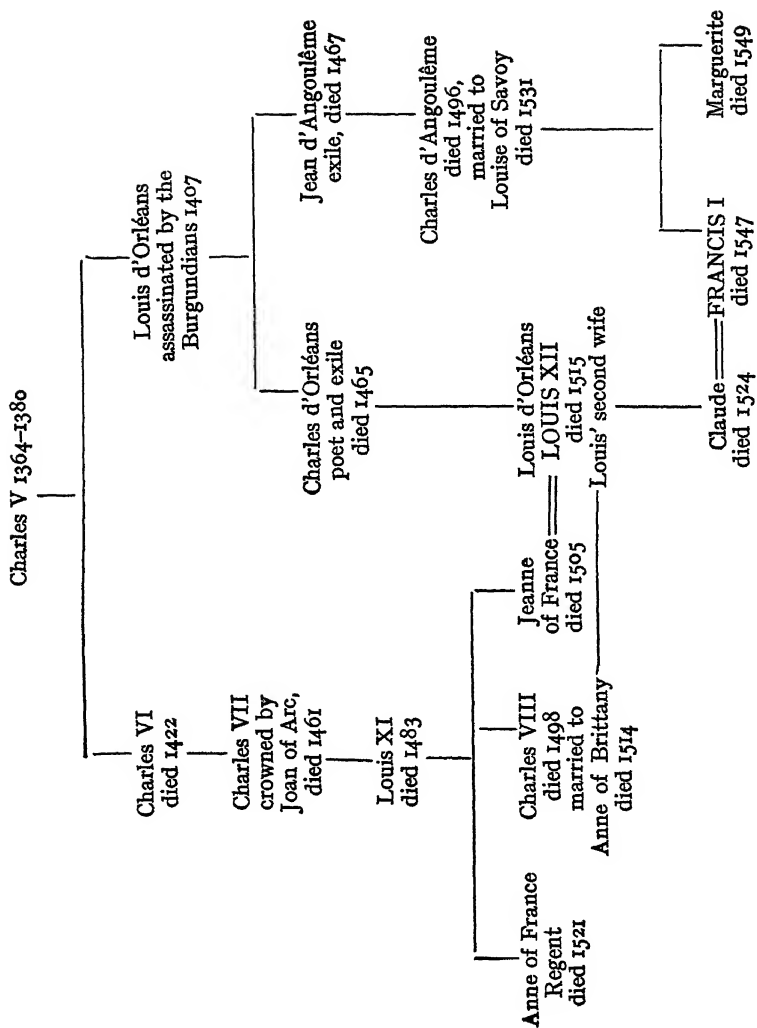 Charles V 1364–1380
Charles VI
died 1422
Louis d'Orléans
assassinated by the
Burgundians 1407
Charles VII
crowned by
Joan of Arc,
died 1461
Charles d'Orléans
poet and exile
died 1465
Jean d'Angoulême
exile, died 1467
Louis XI
died 1483
Charles d'Angoulême
died 1496,
married to
Louise of Savoy
died 1531
Anne of France
Regent
died 1521
Charles VIII
died 1498
married to
Anne of Brittany
died 1514
Jeanne
of France
died 1505
Louis d'Orléans
LOUIS XII
died 1515
Louis' second wife
Claude
died 1524
FRANCIS I
died 1547
Marguerite
died 1549